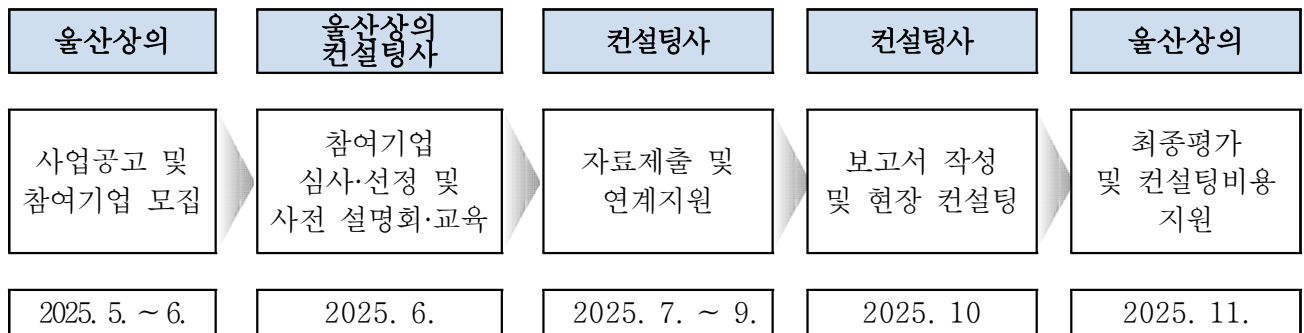 울산상의
울산상의
컨설팅사
컨설팅사
컨설팅사
울산상의
사업공고 및
참여기업 모집
참여기업
심사·선정 및
사전 설명회·교육
자료제출 및
연계지원
보고서 작성
및 현장 컨설팅
최종평가
및 컨설팅비용
지원
2025. 5. ~ 6.
2025. 6.
2025. 7. ~ 9.
2025. 10
2025. 11.